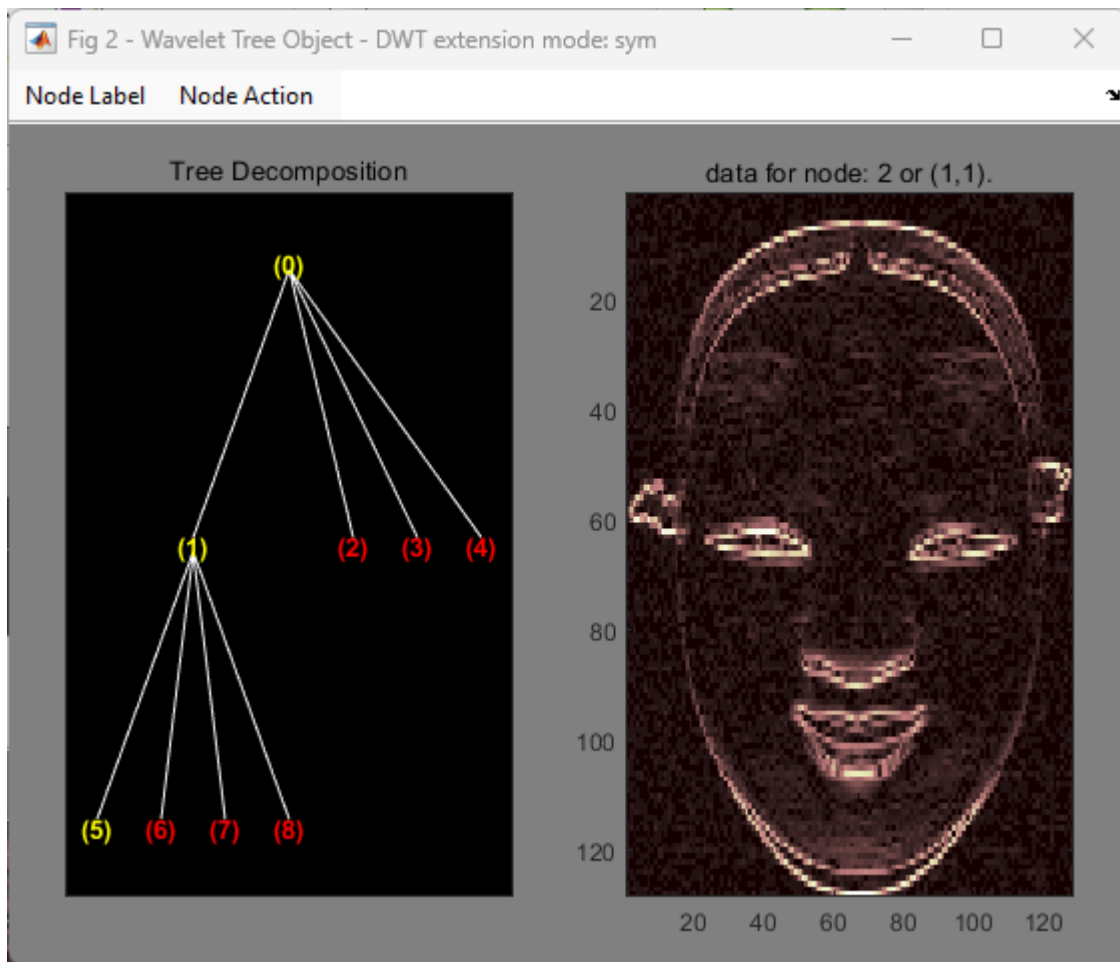 Fig 2 - Wavelet Tree Object - DWT extension mode: sym
Node Label Node Action
Tree Decomposition
(0)
(1) (2) (3) (4)
(5) (6) (7) (8)
data for node: 2 or (1,1).
20
40
60
80
100
120
20 40 60 80 100 120